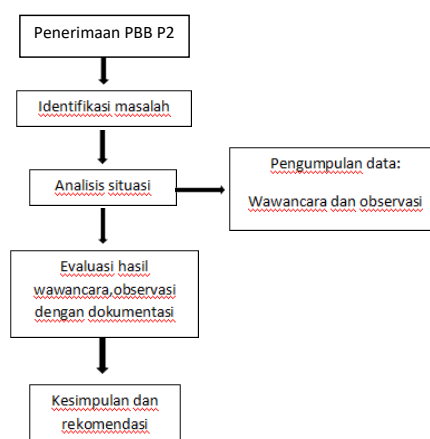 Penerimaan PBB P2
Identifikasi masalah
Analisis situasi
Pengumpulan data:
Wawancara dan observasi
Evaluasi hasil
wawancara,observasi
dengan dokumentasi
Kesimpulan dan
rekomendasi